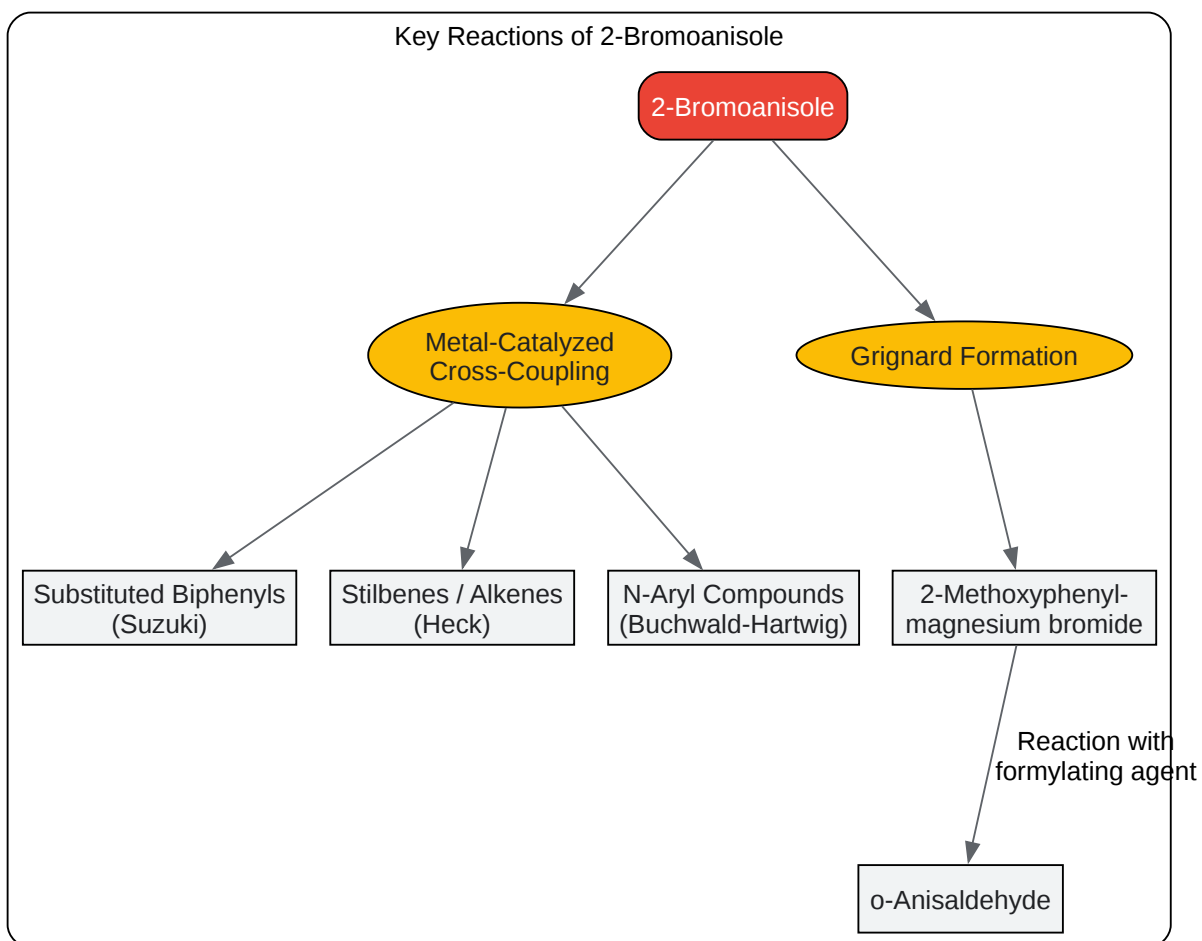 Key Reactions of 2-Bromoanisole
2-Bromoanisole
Metal-Catalyzed
Cross-Coupling
Grignard Formation
Substituted Biphenyls
(Suzuki)
Stilbenes / Alkenes
(Heck)
N-Aryl Compounds
(Buchwald-Hartwig)
2-Methoxyphenyl-
magnesium bromide
Reaction with
formylating agent
o-Anisaldehyde